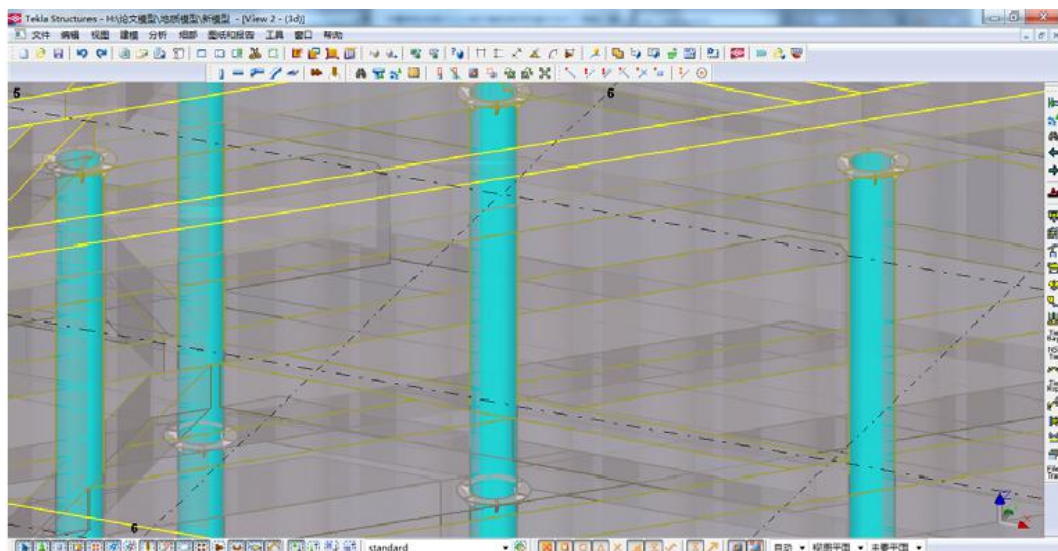 Tekla Structures - H:\论文模型\地质模型\新模型 - [View 2 - (3d)]
文件 编辑 视图 建模 分析 细部 图纸和报告 工具 窗口 帮助
5 6
6
standard 自动 视图平面 主要平面